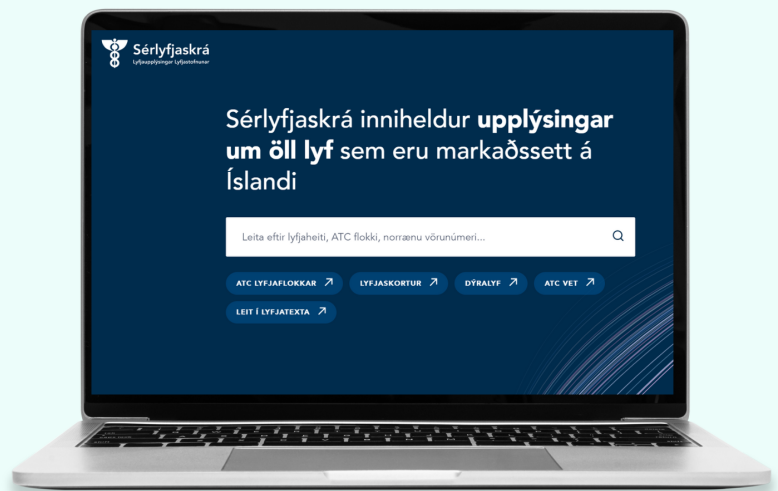 Sérlyfjaskrá
Lyfjaupplýsingar Lyfjastofnunar
Sérlyfjaskrá inniheldur upplýsingar
um öll lyf sem eru markaðssett á
Íslandi
Leita eftir lyfjaheiti, ATC flokki, norrænu vörunúmeri...
ATC LYFJAFLOKKAR
LYFJASKORTUR
DÝRALYF
ATC VET
LEIT Í LYFJATEXTA